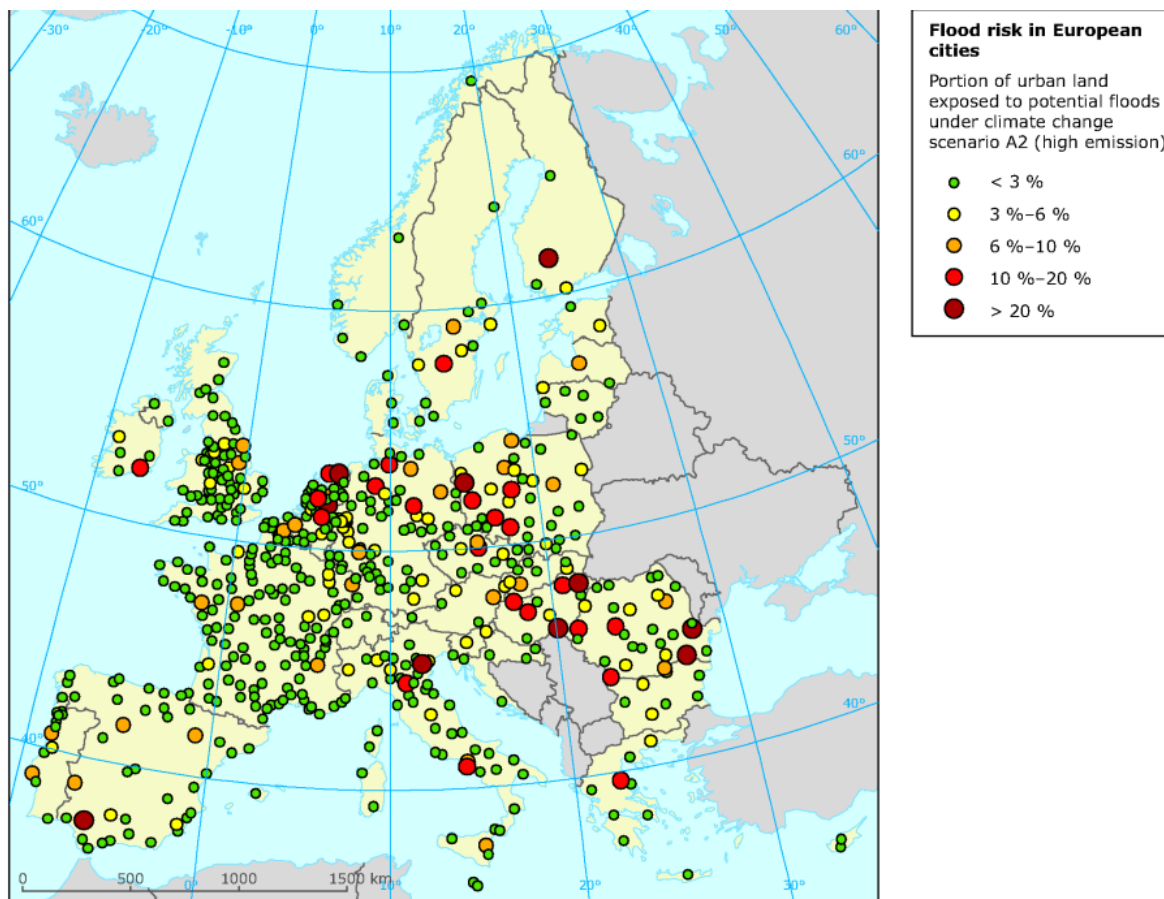 -30° -20° -10° 0° 10° 20° 30° 40° 50° 60°
60°
60°
50°
50°
40°
40°
0 500 1000 1500 km
0° 10° 20° 30°
Flood risk in European
cities
Portion of urban land
exposed to potential floods
under climate change
scenario A2 (high emission)
< 3 %
3 %–6 %
6 %–10 %
10 %–20 %
> 20 %